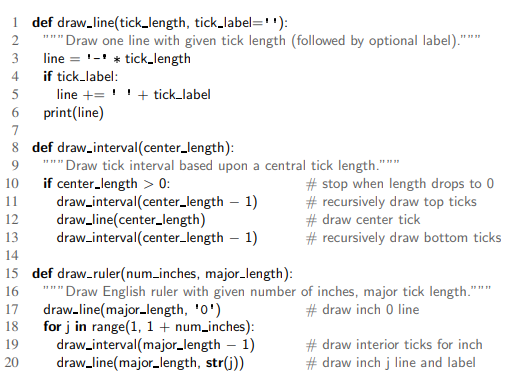 1 def draw_line(tick_length, tick_label=''):
2 """Draw one line with given tick length (followed by optional label)."""
3 line = '-' * tick_length
4 if tick_label:
5 line += ' ' + tick_label
6 print(line)
7
8 def draw_interval(center_length):
9 """Draw tick interval based upon a central tick length."""
10 if center_length > 0: # stop when length drops to 0
11 draw_interval(center_length − 1) # recursively draw top ticks
12 draw_line(center_length) # draw center tick
13 draw_interval(center_length − 1) # recursively draw bottom ticks
14
15 def draw_ruler(num_inches, major_length):
16 """Draw English ruler with given number of inches, major tick length."""
17 draw_line(major_length, '0') # draw inch 0 line
18 for j in range(1, 1 + num_inches):
19 draw_interval(major_length − 1) # draw interior ticks for inch
20 draw_line(major_length, str(j)) # draw inch j line and label